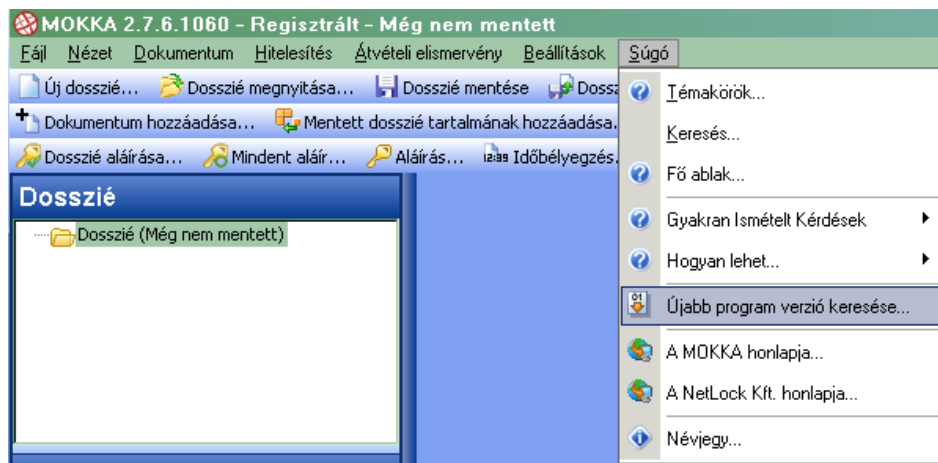 MOKKA 2.7.6.1060 - Regisztrált - Még nem mentett
Fájl Nézet Dokumentum Hitelesítés Átvételi elismervény Beállítások Súgó
Új dosszié... Dosszié megnyitása... Dosszié mentése
Dokumentum hozzáadása... Mentett dosszié tartalmának hozzáadása.
Dosszié aláírása... Mindent aláír... Aláírás... Időbélyegzés.
Dosszié
Dosszié (Még nem mentett)
Témakörök...
Keresés...
Fő ablak...
Gyakran Ismételt Kérdések
Hogyan lehet...
Újabb program verzió keresése...
A MOKKA honlapja...
A NetLock Kft. honlapja...
Névjegy...